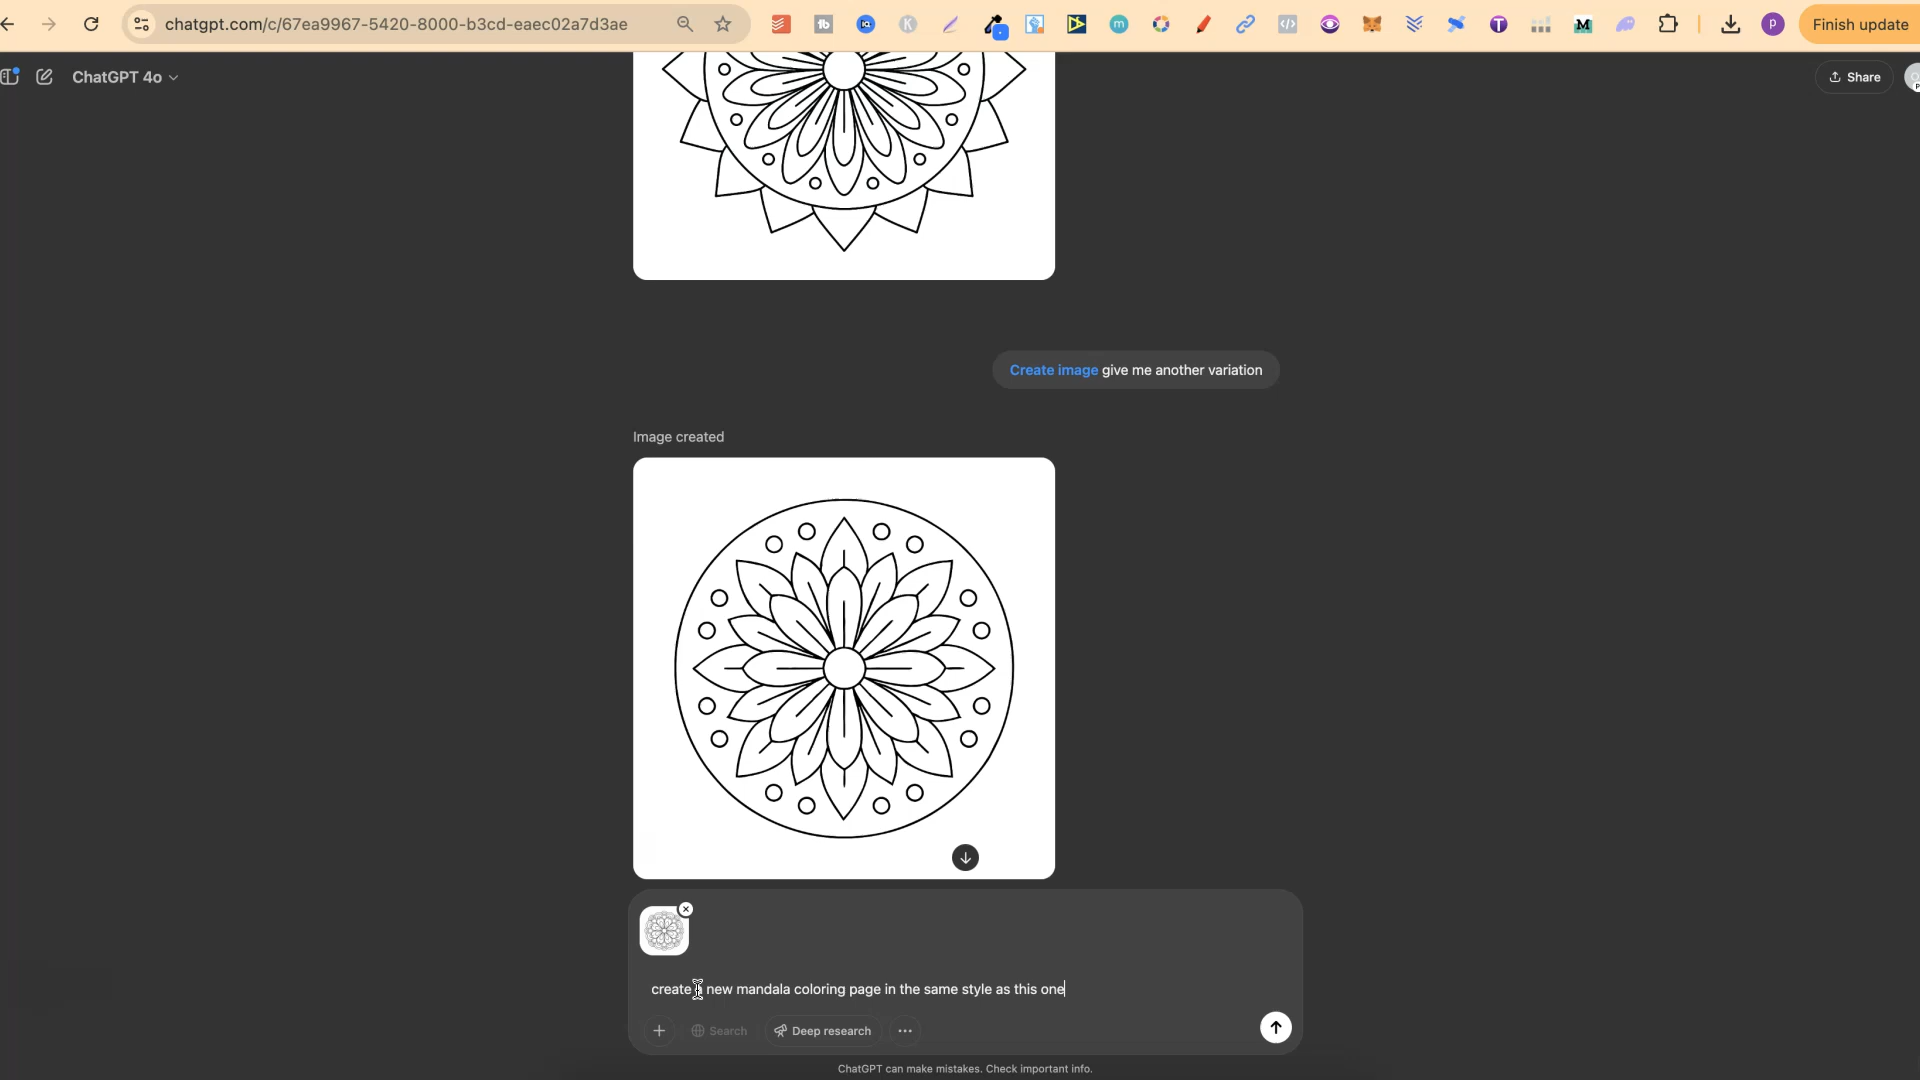 chatgpt.com/c/67ea9967-5420-8000-b3cd-eaec02a7d3ae
Finish update
ChatGPT 4o
Share
Create image give me another variation
Image created
create a new mandala coloring page in the same style as this one
Search
Deep research
ChatGPT can make mistakes. Check important info.